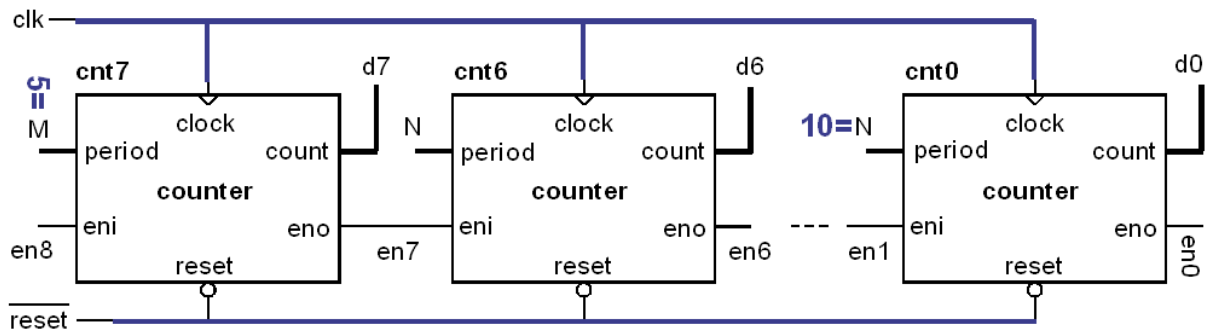 clk
cnt7 d7 cnt6 d6 cnt0 d0
5=
M clock N clock 10=N clock
period count period count period count
counter counter counter
eni eno eni eno eni eno
en8 en7 en6 --- en1 en0
reset reset reset
reset